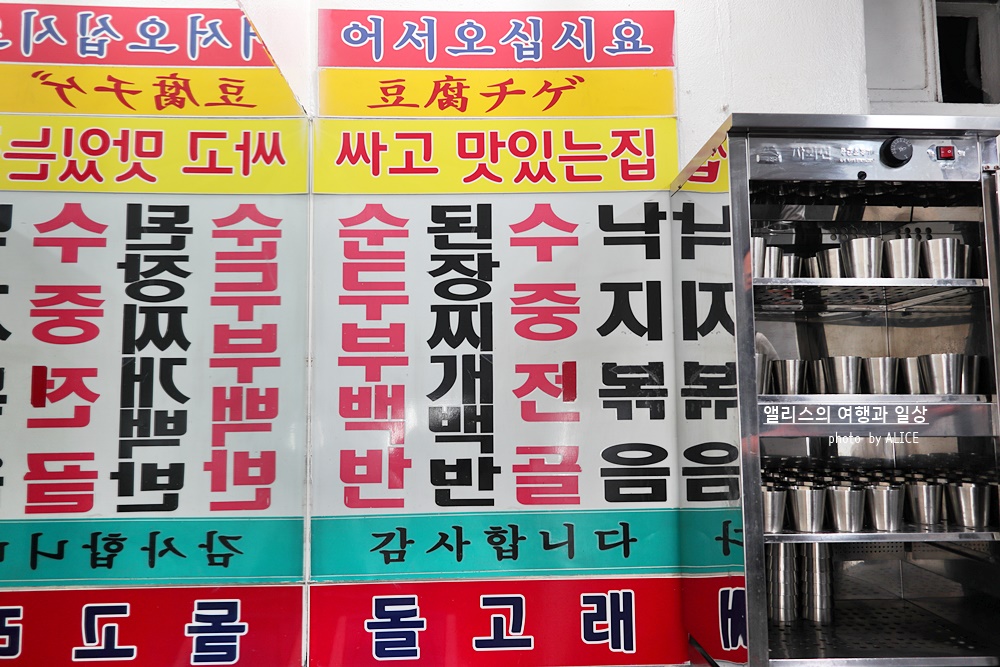 어서오십시요
豆腐チゲ
싸고 맛있는집
순두부백반
된장찌개백반
수중전골
낙지볶음
감사합니다
돌고래
앨리스의 여행과 일상
photo by ALICE